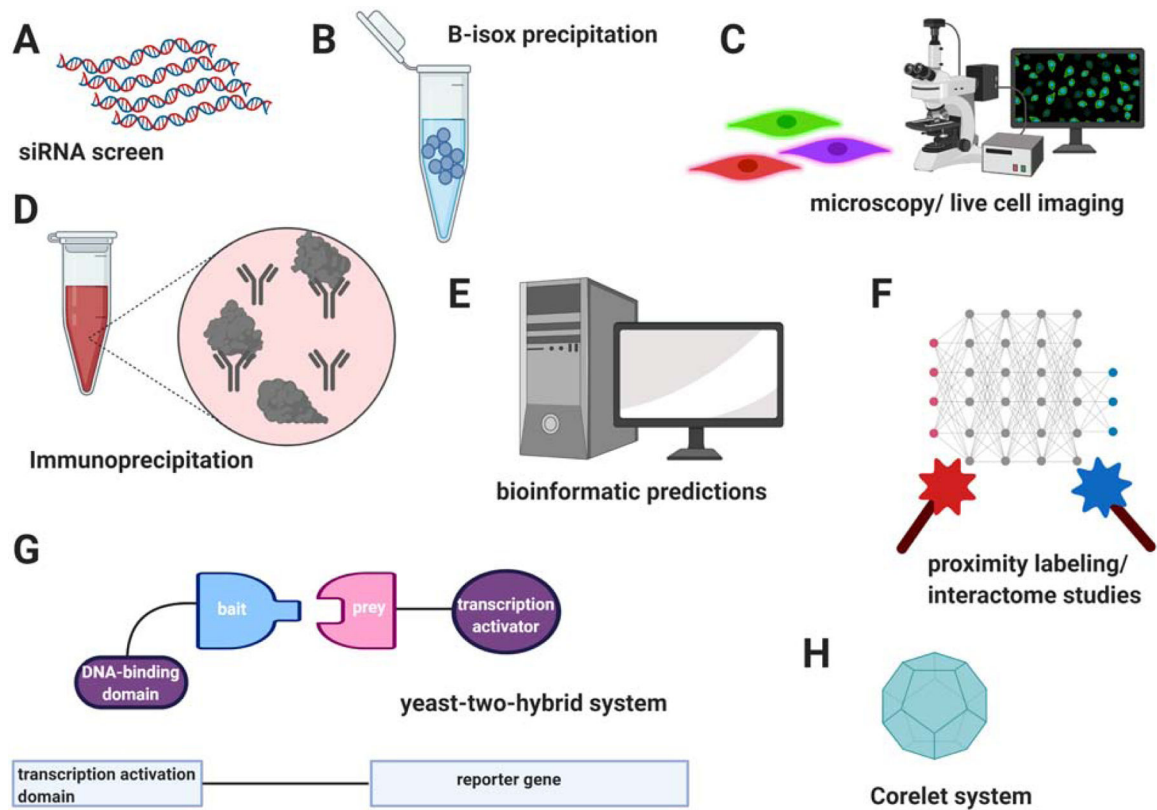 A
siRNA screen
B
B-isox precipitation
C
microscopy/ live cell imaging
D
Immunoprecipitation
E
bioinformatic predictions
F
proximity labeling/
interactome studies
G
bait
prey
transcription
activator
DNA-binding
domain
yeast-two-hybrid system
transcription activation
domain
reporter gene
H
Corelet system